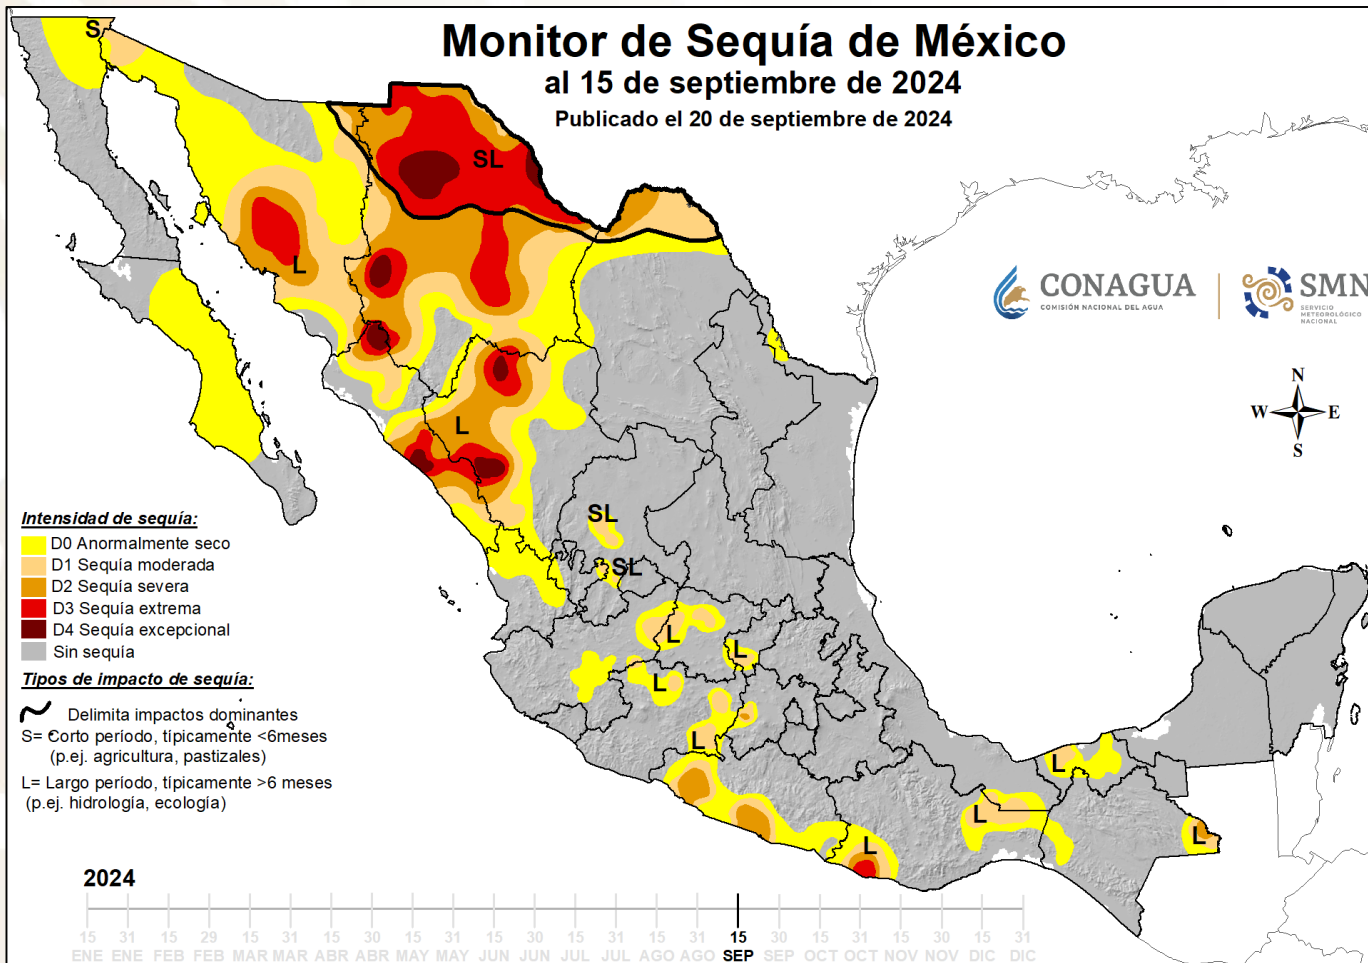 Monitor de Sequía de México
al 15 de septiembre de 2024
Publicado el 20 de septiembre de 2024
S
SL
L
L
SL
SL
L
L
L
L
L
L
L
L
CONAGUA
COMISIÓN NACIONAL DEL AGUA
SMN
SERVICIO
METEOROLÓGICO
NACIONAL
N
W E
S
Intensidad de sequía:
D0 Anormalmente seco
D1 Sequía moderada
D2 Sequía severa
D3 Sequía extrema
D4 Sequía excepcional
Sin sequía
Tipos de impacto de sequía:
Delimita impactos dominantes
S= Corto período, típicamente <6meses
(p.ej. agricultura, pastizales)
L= Largo período, típicamente >6 meses
(p.ej. hidrología, ecología)
2024
15 31 15 29 15 31 15 30 15 31 15 30 15 31 15 31 15 30 15 31 15 30 15 31
ENE ENE FEB FEB MAR MAR ABR ABR MAY MAY JUN JUN JUL JUL AGO AGO SEP SEP OCT OCT NOV NOV DIC DIC